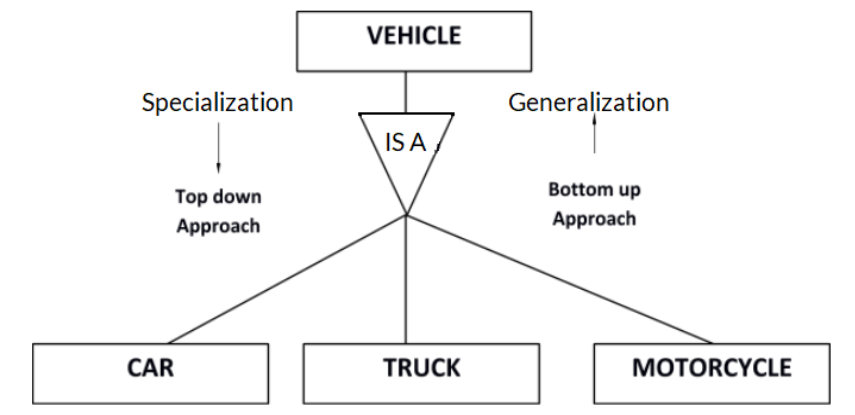 VEHICLE
Specialization
Generalization
IS A
Top down
Approach
Bottom up
Approach
CAR
TRUCK
MOTORCYCLE